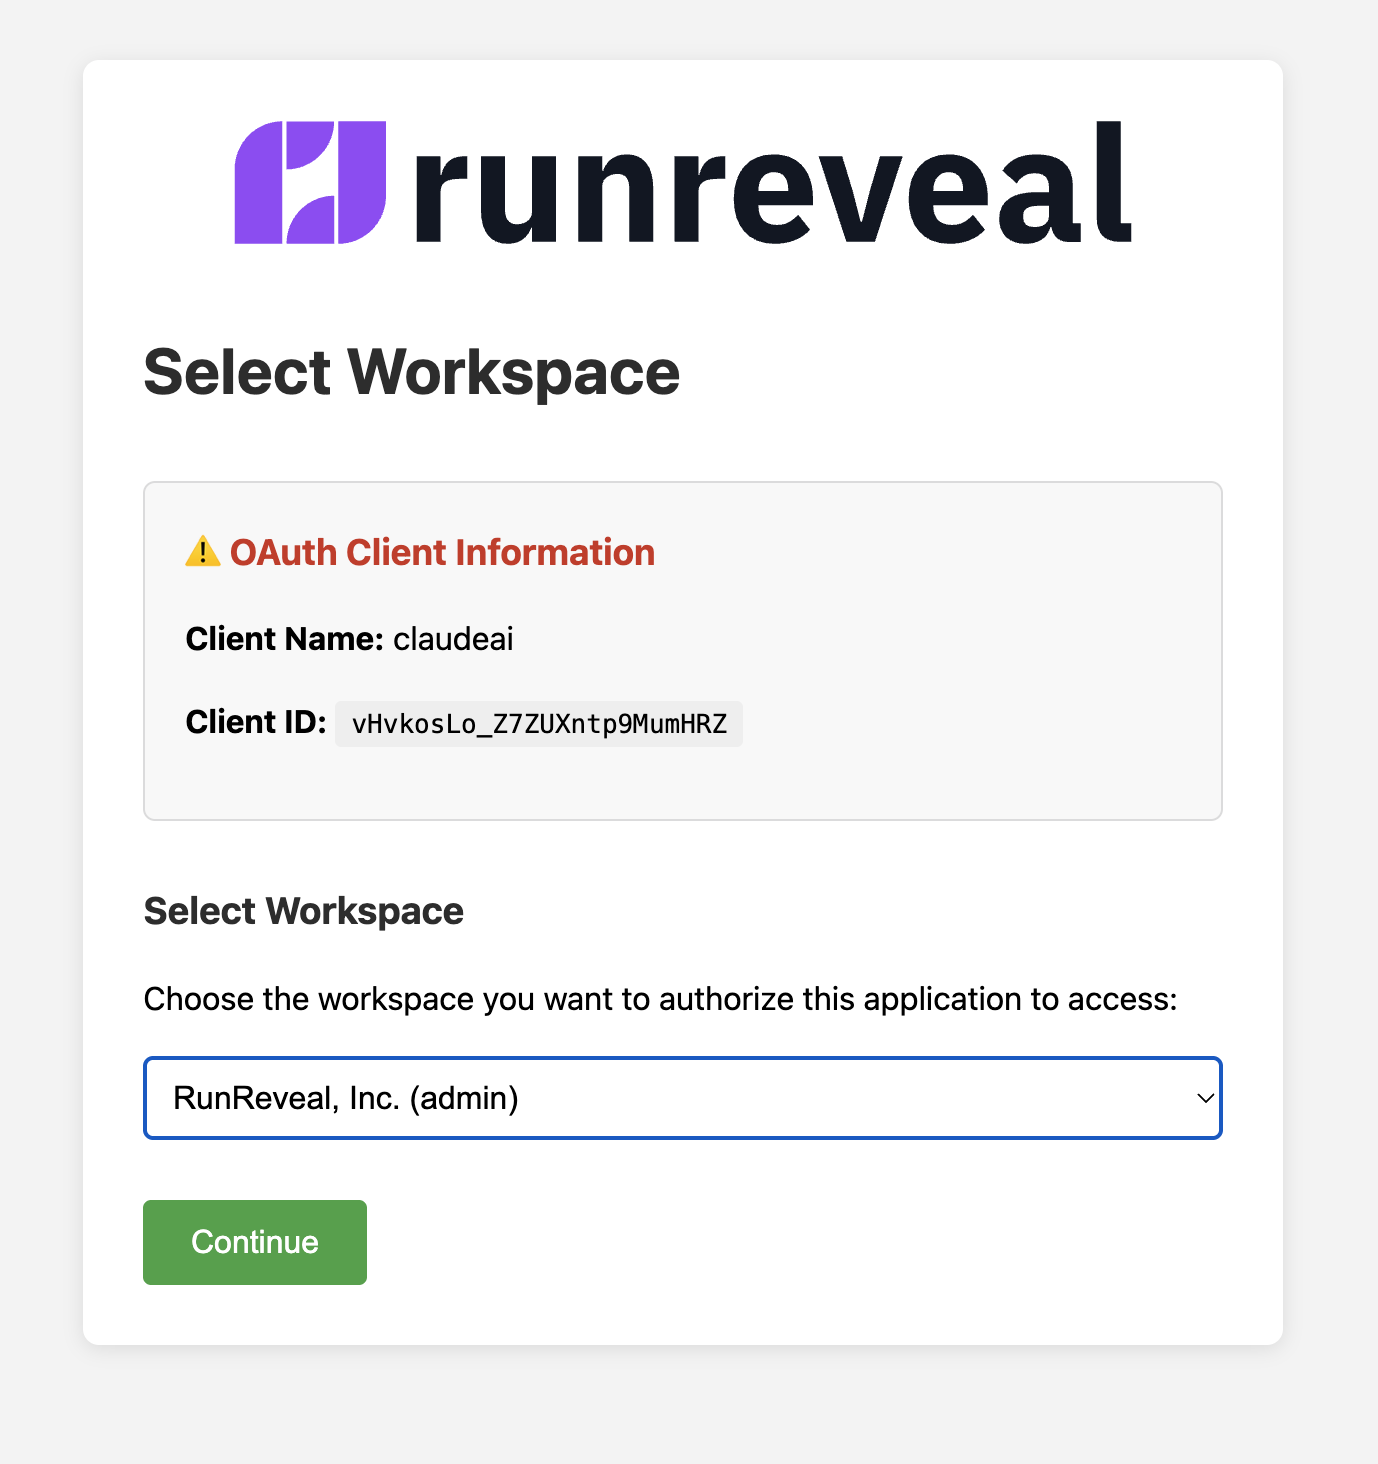 runreveal
Select Workspace
⚠️ OAuth Client Information
Client Name: claudeai
Client ID: vHvkosLo_Z7ZUXntp9MumHRZ
Select Workspace
Choose the workspace you want to authorize this application to access:
RunReveal, Inc. (admin)
Continue